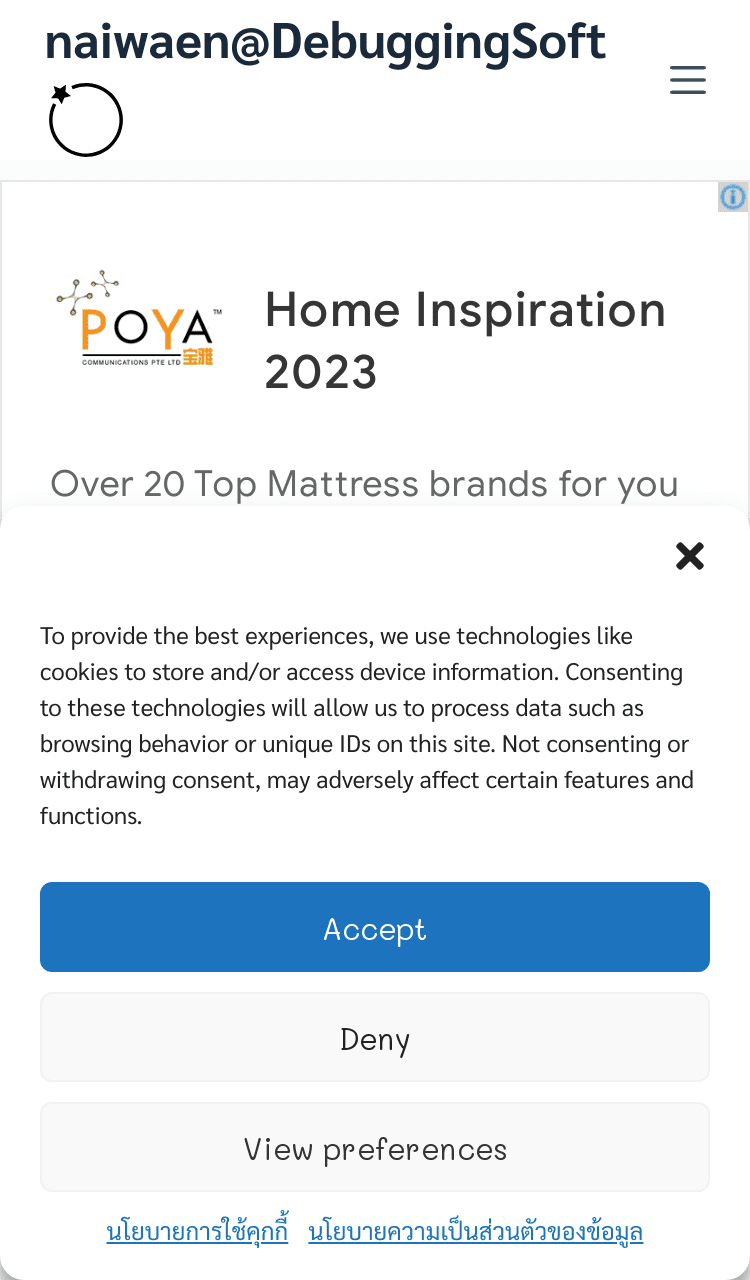 naiwaen@DebuggingSoft
POYA™
COMMUNICATIONS PTE LTD 宝雅
Home Inspiration
2023
Over 20 Top Mattress brands for you
To provide the best experiences, we use technologies like
cookies to store and/or access device information. Consenting
to these technologies will allow us to process data such as
browsing behavior or unique IDs on this site. Not consenting or
withdrawing consent, may adversely affect certain features and
functions.
Accept
Deny
View preferences
นโยบายการใช้คุกกี้ นโยบายความเป็นส่วนตัวของข้อมูล